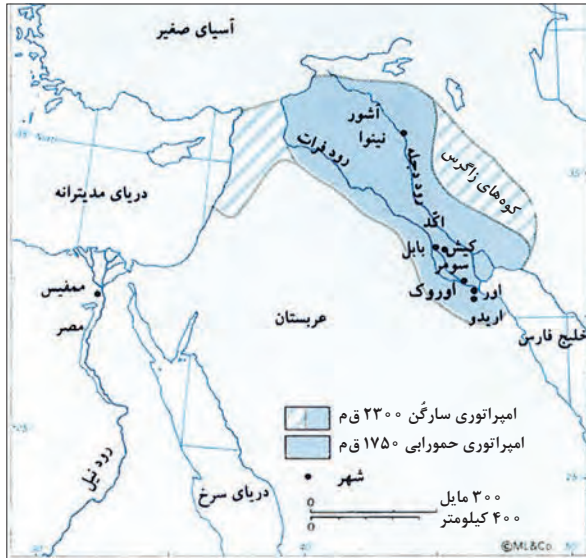 آسیای صغیر
آشور
نینوا
رود دجله
رود فرات
کوه‌های زاگرس
دریای مدیترانه
اکّد
کیش
بابل
سومر
اوروک
اور
اریدو
ممفیس
مصر
عربستان
خلیج فارس
رود نیل
دریای سرخ
امپراتوری سارگُن ۲۳۰۰ ق م
امپراتوری حمورابی ۱۷۵۰ ق م
شهر
۳۰۰ مایل
۴۰۰ کیلومتر
0
0
©ML&Co.